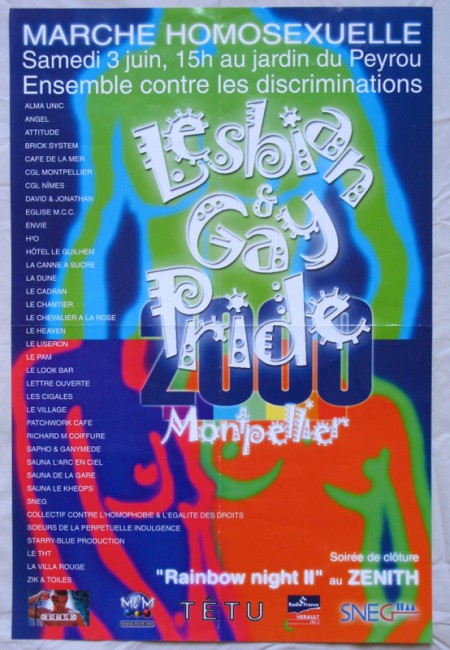 MARCHE HOMOSEXUELLE
Samedi 3 juin, 15h au jardin du Peyrou
Ensemble contre les discriminations
ALMA UNIC
ANGEL
ATTITUDE
BRICK SYSTEM
CAFE DE LA MER
CGL MONTPELLIER
CGL NÎMES
DAVID & JONATHAN
EGLISE M.C.C.
ENVIE
H²O
HÔTEL LE GUILHEM
LA CANNE A SUCRE
LA DUNE
LE CADRAN
LE CHANTIER
LE CHEVALIER A LA ROSE
LE HEAVEN
LE LISERON
LE PAM
LE LOOK BAR
LETTRE OUVERTE
LES CIGALES
LE VILLAGE
PATCHWORK CAFE
RICHARD M COIFFURE
SAPHO & GANYMEDE
SAUNA L'ARC EN CIEL
SAUNA DE LA GARE
SAUNA LE KHEOPS
SNEG
COLLECTIF CONTRE L'HOMOPHOBIE & L'EGALITE DES DROITS
SOEURS DE LA PERPETUELLE INDULGENCE
STARRY-BLUE PRODUCTION
LE THT
LA VILLA ROUGE
ZIK & TOILES
Lesbian
&
Gay
Pride
2000
à
Montpellier
Soirée de clôture
"Rainbow night II" au ZENITH
TÊTU
Radio France
HERAULT
SNEG